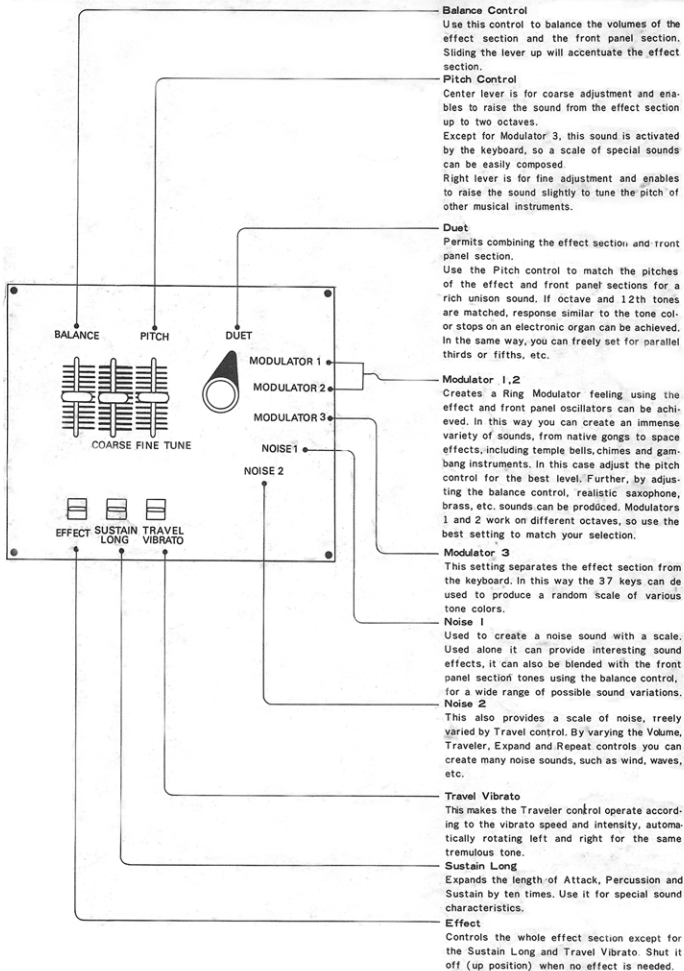 Balance Control
Use this control to balance the volumes of the
effect section and the front panel section.
Sliding the lever up will accentuate the effect
section.
Pitch Control
Center lever is for coarse adjustment and ena-
bles to raise the sound from the effect section
up to two octaves.
Except for Modulator 3, this sound is activated
by the keyboard, so a scale of special sounds
can be easily composed.
Right lever is for fine adjustment and enables
to raise the sound slightly to tune the pitch of
other musical instruments.
Duet
Permits combining the effect section and front
panel section.
Use the Pitch control to match the pitches
of the effect and front panel sections for a
rich unison sound. If octave and 12th tones
are matched, response similar to the tone col-
or stops on an electronic organ can be achieved.
In the same way, you can freely set for parallel
thirds or fifths, etc.
Modulator 1,2
Creates a Ring Modulator feeling using the
effect and front panel oscillators can be achi-
eved. In this way you can create an immense
variety of sounds, from native gongs to space
effects, including temple bells, chimes and gam-
bang instruments. In this case adjust the pitch
control for the best level. Further, by adjus-
ting the balance control, realistic saxophone,
brass, etc. sounds can be produced. Modulators
1 and 2 work on different octaves, so use the
best setting to match your selection.
Modulator 3
This setting separates the effect section from
the keyboard. In this way the 37 keys can de
used to produce a random scale of various
tone colors.
Noise 1
Used to create a noise sound with a scale.
Used alone it can provide interesting sound
effects, it can also be blended with the front
panel section tones using the balance control,
for a wide range of possible sound variations.
Noise 2
This also provides a scale of noise, freely
varied by Travel control. By varying the Volume,
Traveler, Expand and Repeat controls you can
create many noise sounds, such as wind, waves,
etc.
Travel Vibrato
This makes the Traveler control operate accord-
ing to the vibrato speed and intensity, automa-
tically rotating left and right for the same
tremulous tone.
Sustain Long
Expands the length of Attack, Percussion and
Sustain by ten times. Use it for special sound
characteristics.
Effect
Controls the whole effect section except for
the Sustain Long and Travel Vibrato. Shut it
off (up position) when no effect is needed.
BALANCE
PITCH
DUET
MODULATOR 1
MODULATOR 2
MODULATOR 3
NOISE 1
NOISE 2
COARSE FINE TUNE
EFFECT
SUSTAIN
LONG
TRAVEL
VIBRATO